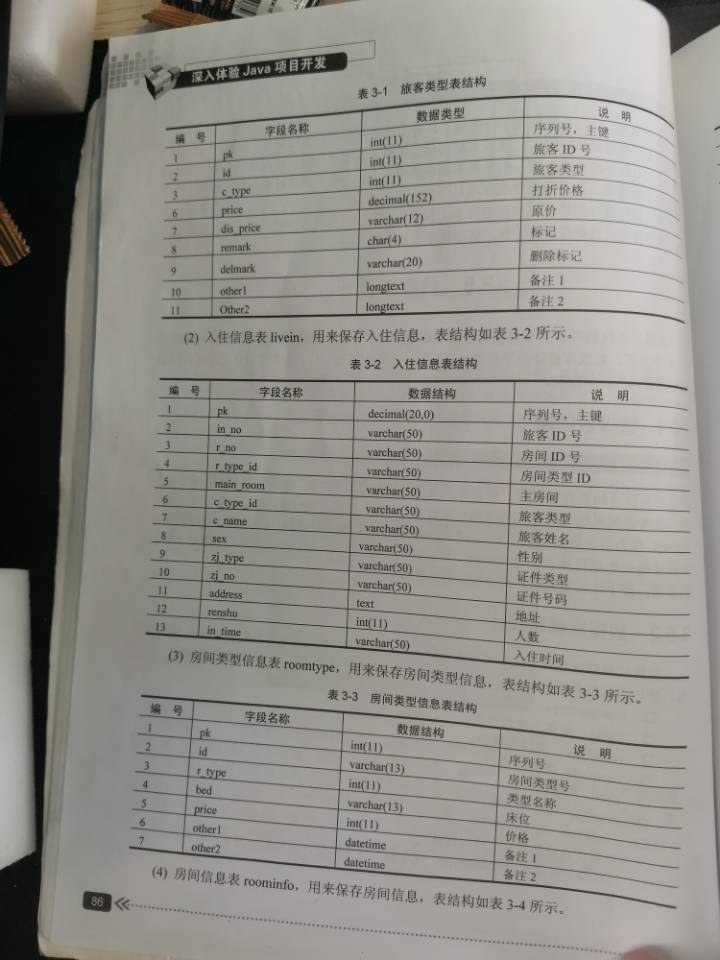 深入体验 Java 项目开发
表 3-1 旅客类型表结构
编 号 字段名称 数据类型 说 明
1 pk int(11) 序列号，主键
2 id int(11) 旅客 ID 号
3 c_type int(11) 旅客类型
6 price decimal(152) 打折价格
7 dis_price varchar(12) 原价
8 remark char(4) 标记
9 delmark varchar(20) 删除标记
10 other1 longtext 备注 1
11 Other2 longtext 备注 2
(2) 入住信息表 livein，用来保存入住信息，表结构如表 3-2 所示。
表 3-2 入住信息表结构
编 号 字段名称 数据结构 说 明
1 pk decimal(20,0) 序列号，主键
2 in_no varchar(50) 旅客 ID 号
3 r_no varchar(50) 房间 ID 号
4 r_type_id varchar(50) 房间类型 ID
5 main_room varchar(50) 主房间
6 c_type_id varchar(50) 旅客类型
7 c_name varchar(50) 旅客姓名
8 sex varchar(50) 性别
9 zj_type varchar(50) 证件类型
10 zj_no varchar(50) 证件号码
11 address text 地址
12 renshu int(11) 人数
13 in_time varchar(50) 入住时间
(3) 房间类型信息表 roomtype，用来保存房间类型信息，表结构如表 3-3 所示。
表 3-3 房间类型信息表结构
编 号 字段名称 数据结构 说 明
1 pk int(11) 序列号
2 id varchar(13) 房间类型号
3 r_type int(11) 类型名称
4 bed varchar(13) 床位
5 price int(11) 价格
6 other1 datetime 备注 1
7 other2 datetime 备注 2
(4) 房间信息表 roominfo，用来保存房间信息，表结构如表 3-4 所示。
86